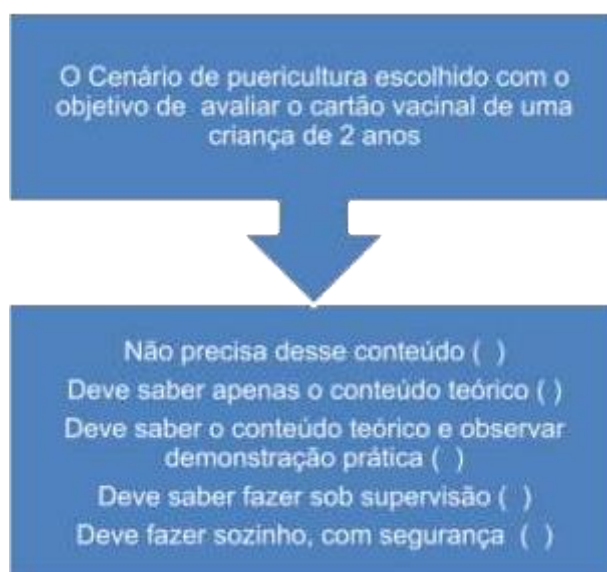 O Cenário de puericultura escolhido com o
objetivo de avaliar o cartão vacinal de uma
criança de 2 anos
Não precisa desse conteúdo ( )
Deve saber apenas o conteúdo teórico ( )
Deve saber o conteúdo teórico e observar
demonstração prática ( )
Deve saber fazer sob supervisão ( )
Deve fazer sozinho, com segurança ( )